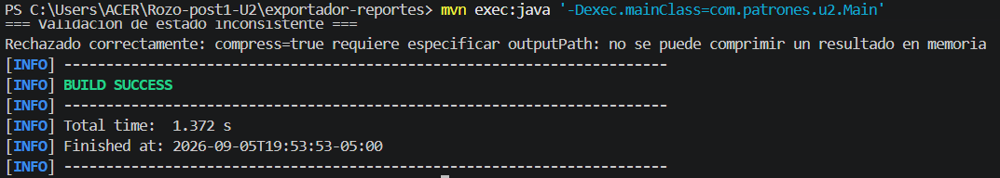 PS C:\Users\ACER\Rozo-post1-U2\exportador-reportes> mvn exec:java '-Dexec.mainClass=com.patrones.u2.Main'
=== Validacion de estado inconsistente ===
Rechazado correctamente: compress=true requiere especificar outputPath: no se puede comprimir un resultado en memoria
[INFO] ------------------------------------------------------------------------
[INFO] BUILD SUCCESS
[INFO] ------------------------------------------------------------------------
[INFO] Total time:  1.372 s
[INFO] Finished at: 2026-09-05T19:53:53-05:00
[INFO] ------------------------------------------------------------------------